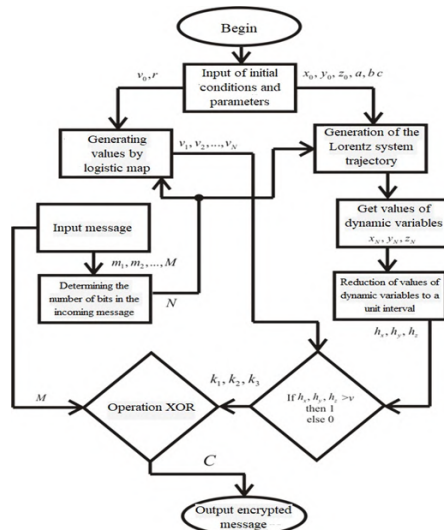 Begin
v₀, r
Input of initial
conditions and
parameters
x₀, y₀, z₀, a, b c
Generating
values by
logistic map
v₁, v₂, ..., v_N
Generation of the
Lorentz system
trajectory
Input message
Get values of
dynamic variables
x_N, y_N, z_N
m₁, m₂, ..., M
Determining the
number of bits in the
incoming message
N
Reduction of values of
dynamic variables to a
unit interval
h_x, h_y, h_z
M
Operation XOR
k₁, k₂, k₃
If h_x, h_y, h_z >v
then 1
else 0
C
Output encrypted
message